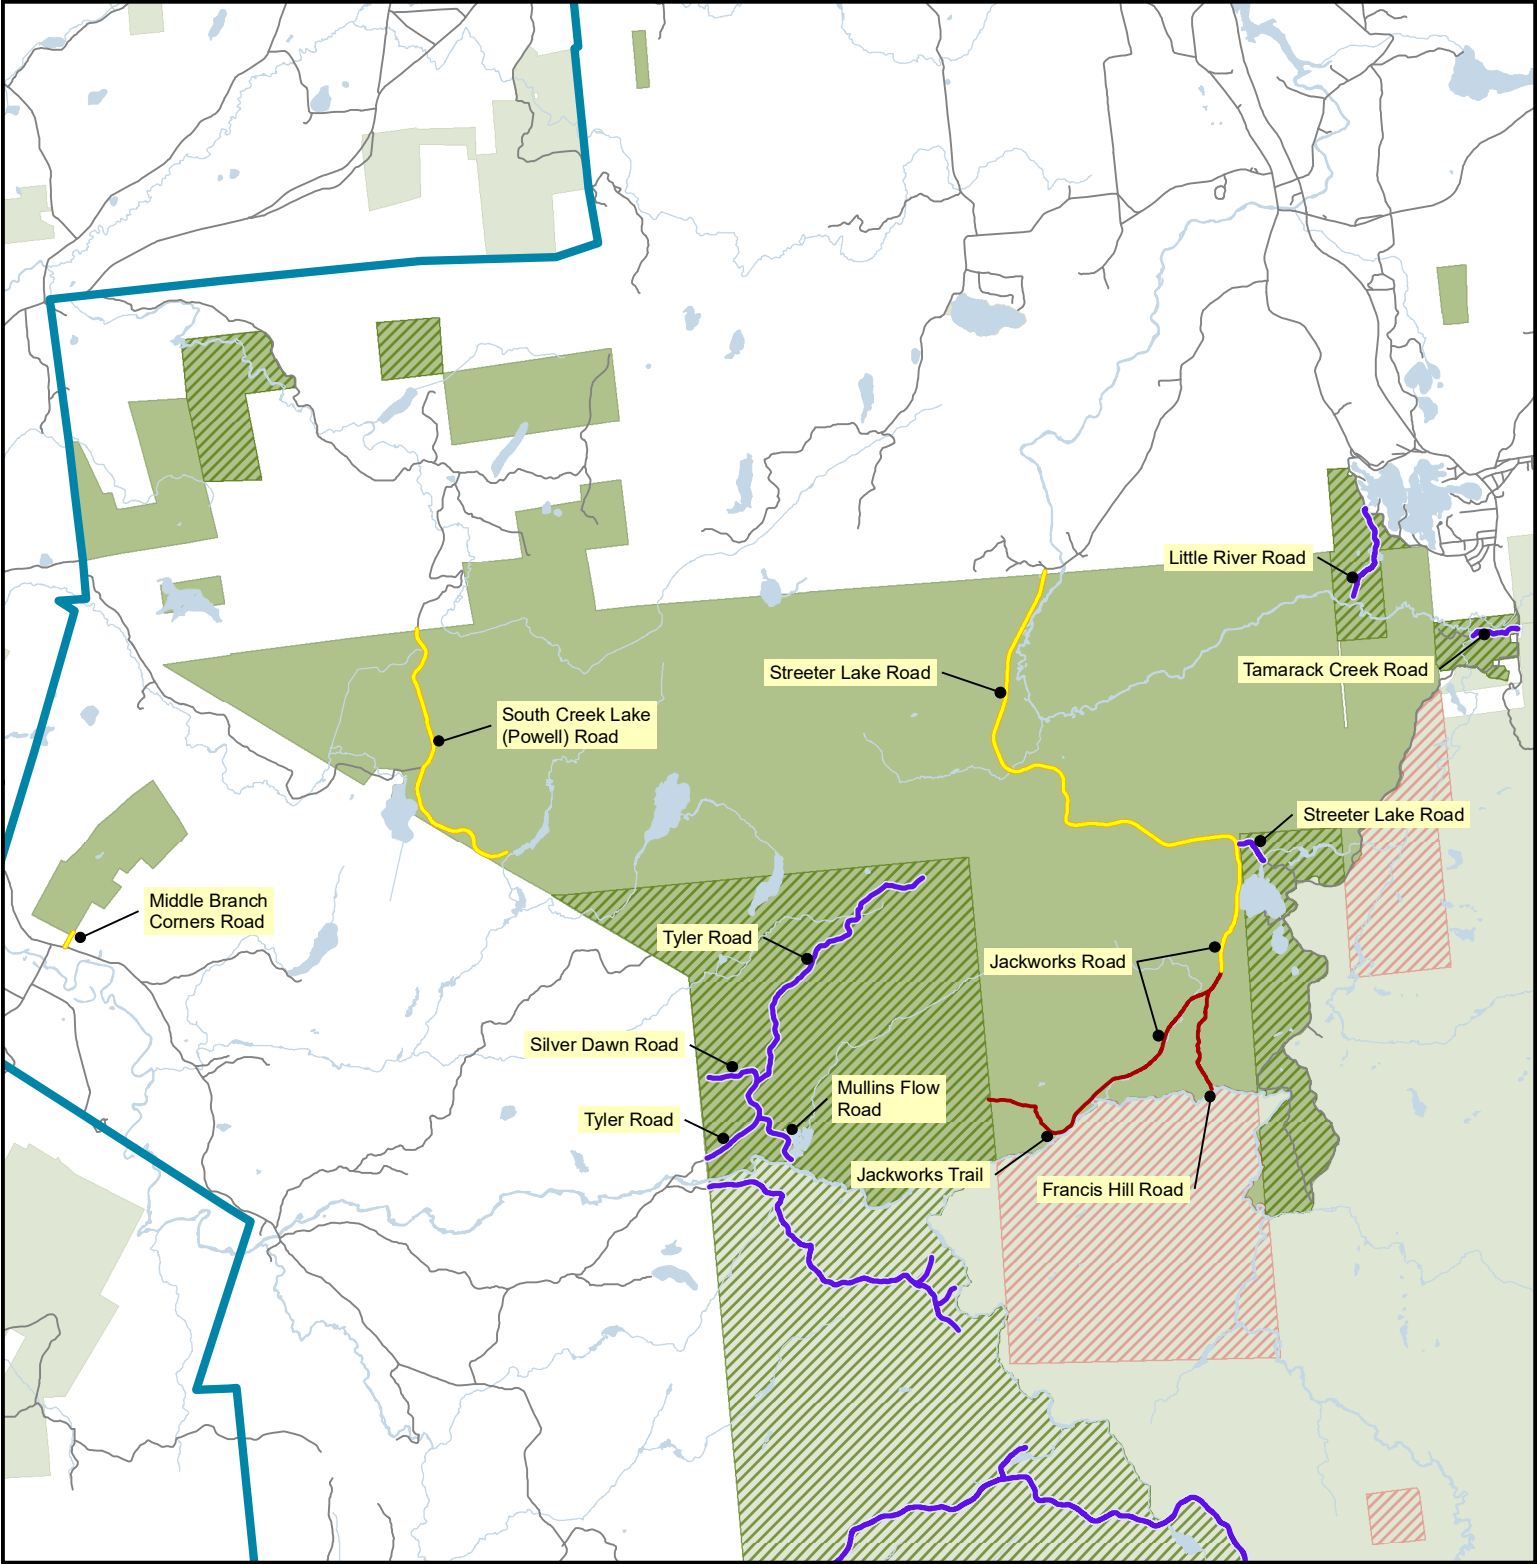 Little River Road
Tamarack Creek Road
Streeter Lake Road
South Creek Lake
(Powell) Road
Streeter Lake Road
Middle Branch
Corners Road
Tyler Road
Jackworks Road
Silver Dawn Road
Mullins Flow
Road
Tyler Road
Jackworks Trail
Francis Hill Road